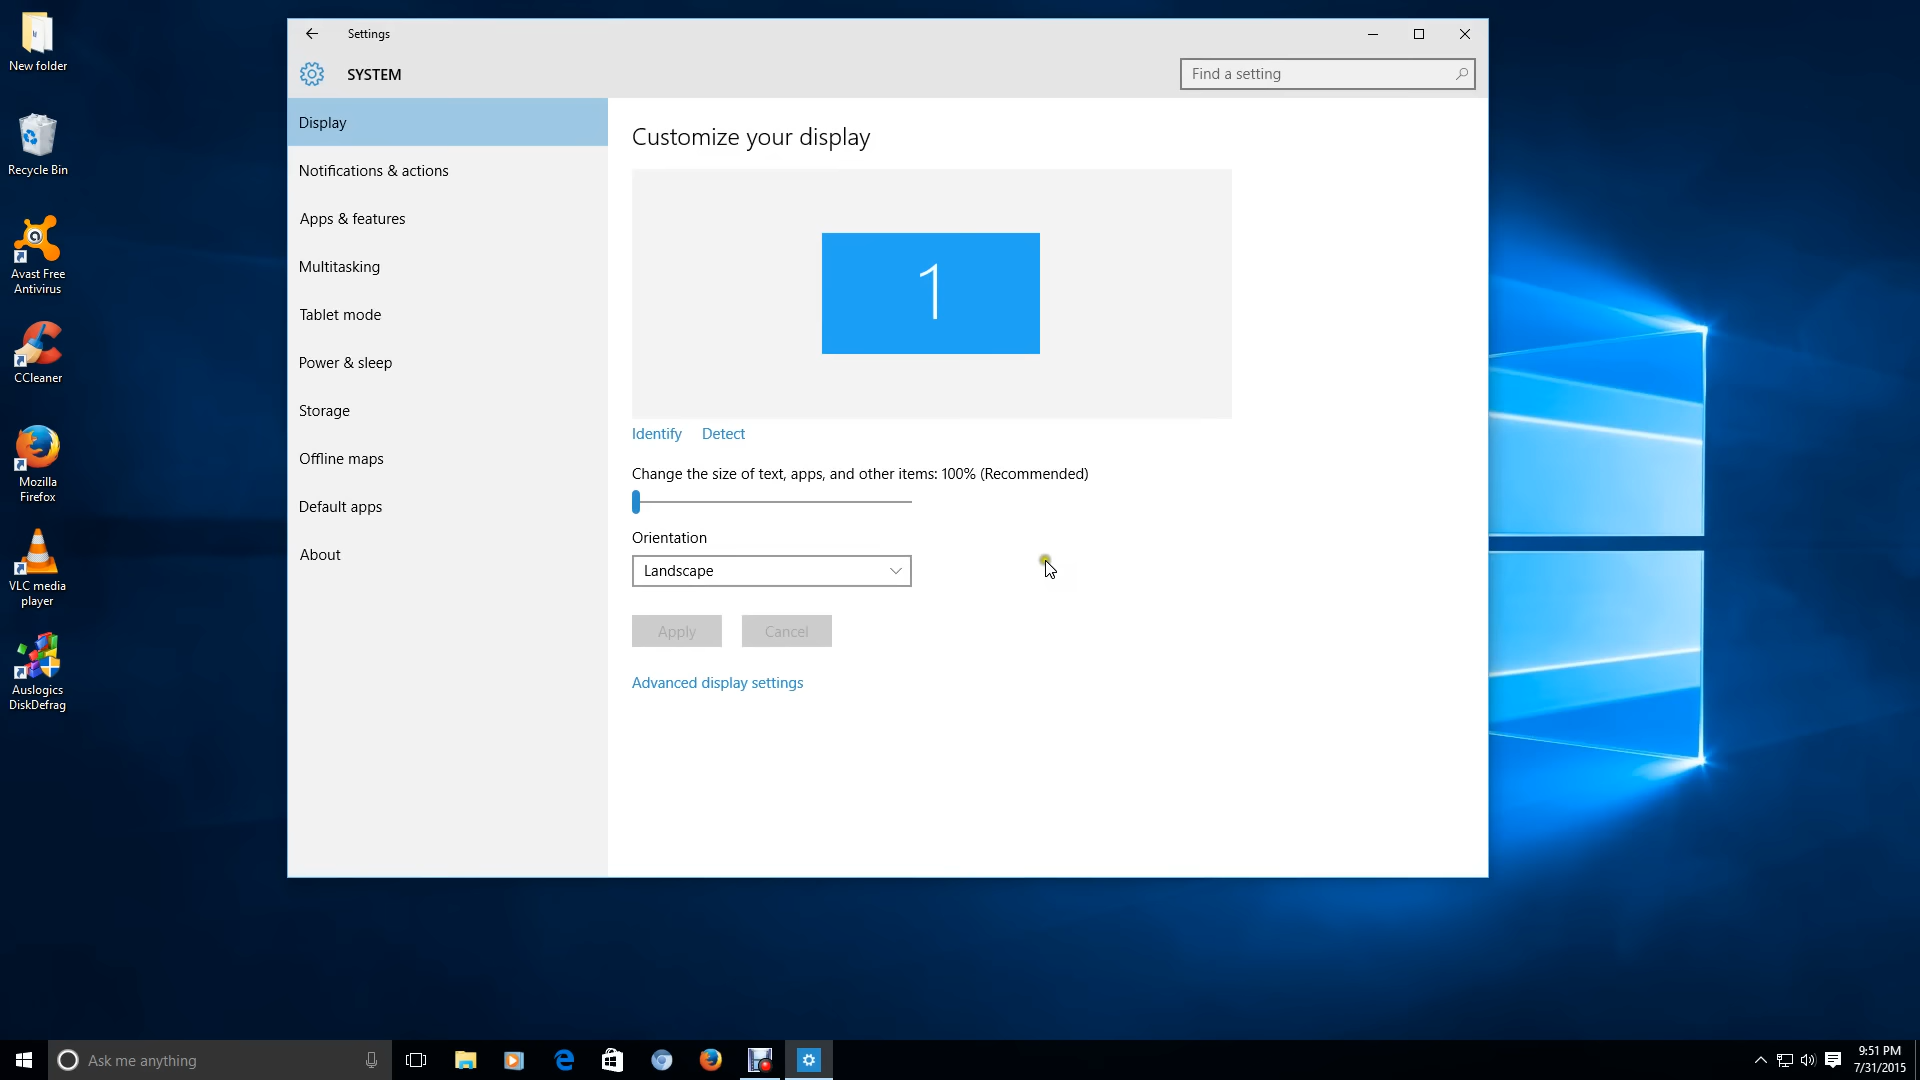 New folder
Recycle Bin
Avast Free
Antivirus
CCleaner
Mozilla
Firefox
VLC media
player
Auslogics
DiskDefrag
Settings
SYSTEM
Find a setting
Display
Notifications & actions
Apps & features
Multitasking
Tablet mode
Power & sleep
Storage
Offline maps
Default apps
About
Customize your display
1
Identify Detect
Change the size of text, apps, and other items: 100% (Recommended)
Orientation
Landscape
Apply Cancel
Advanced display settings
Ask me anything
9:51 PM
7/31/2015